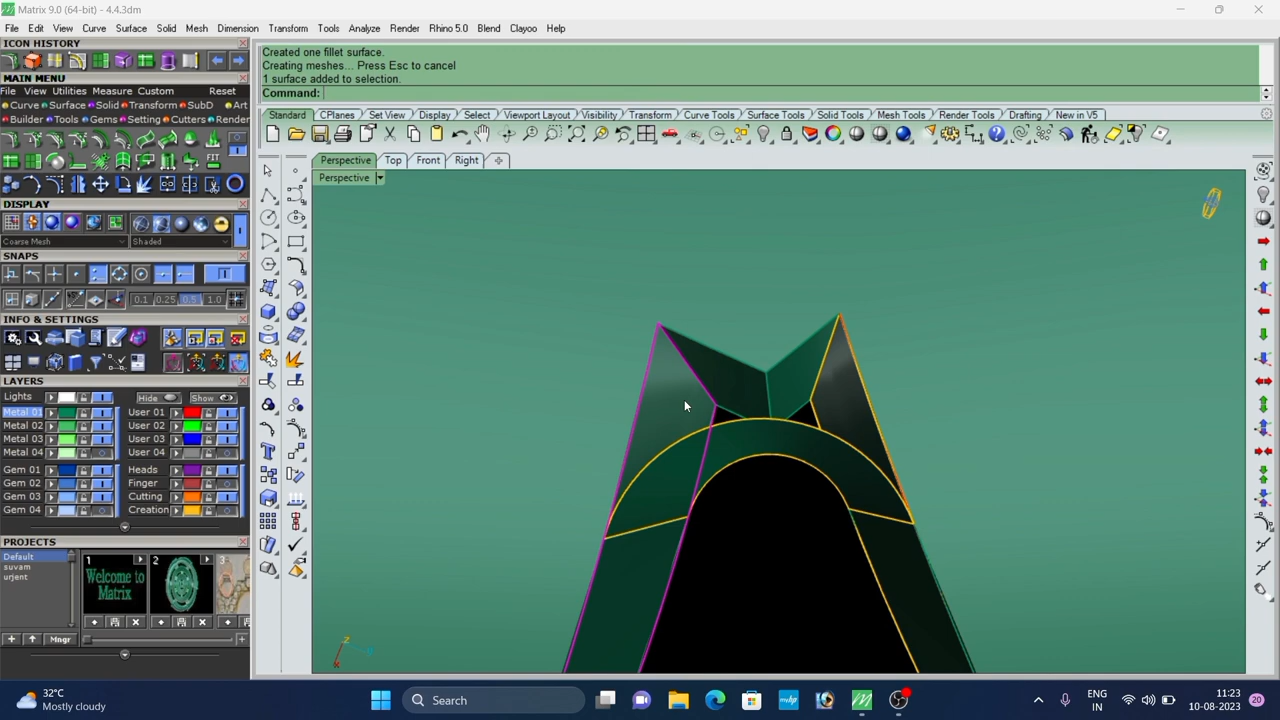 Matrix 9.0 (64-bit) - 4.4.3dm
File Edit View Curve Surface Solid Mesh Dimension Transform Tools Analyze Render Rhino 5.0 Blend Clayoo Help
ICON HISTORY
Created one fillet surface.
Creating meshes... Press Esc to cancel
1 surface added to selection.
Command:
MAIN MENU
File View Utilities Measure Custom Reset
Curve Surface Solid Transform SubD Art
Builder Tools Gems Setting Cutters Render
Standard CPlanes Set View Display Select Viewport Layout Visibility Transform Curve Tools Surface Tools Solid Tools Mesh Tools Render Tools Drafting New in V5
FIT
Perspective Top Front Right
Perspective
DISPLAY
Coarse Mesh Shaded
SNAPS
0.1 0.25 0.5 1.0
INFO & SETTINGS
LAYERS
Lights Hide Show
Metal 01 User 01
Metal 02 User 02
Metal 03 User 03
Metal 04 User 04
Gem 01 Heads
Gem 02 Finger
Gem 03 Cutting
Gem 04 Creation
PROJECTS
Default
suvam
urjent
1 2 3
Welcome to Matrix
Mngr
z
x
32°C
Mostly cloudy
Search
ENG
IN
11:23
10-08-2023
20